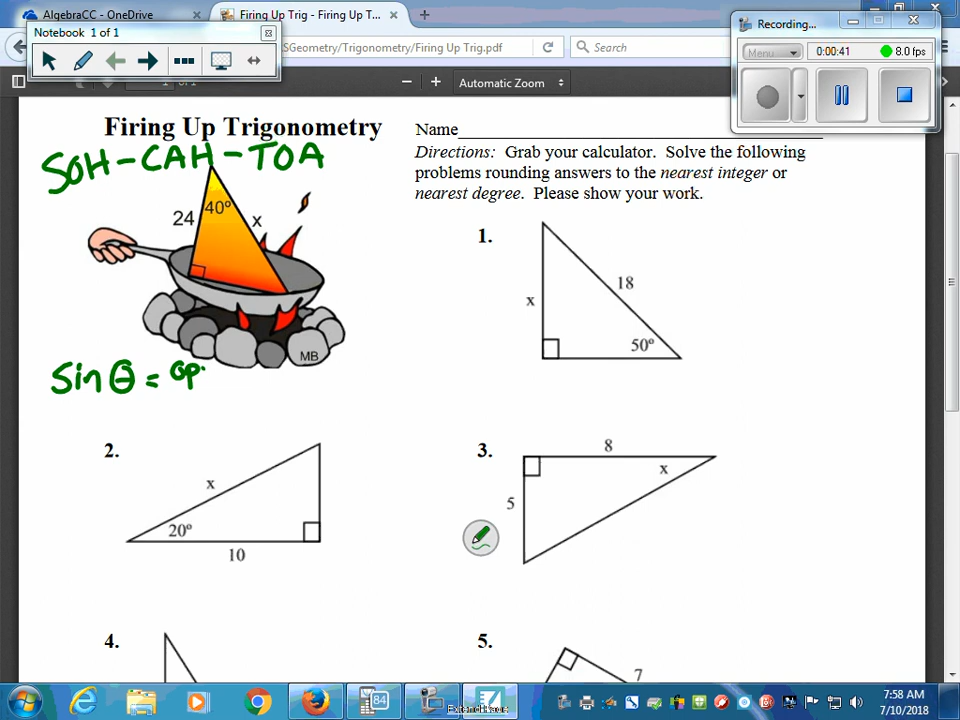 AlgebraCC - OneDrive
Firing Up Trig - Firing Up T...
Notebook 1 of 1
SGeometry/Trigonometry/Firing Up Trig.pdf
Search
Automatic Zoom
Recording...
Menu
0:00:41
8.0 fps
Firing Up Trigonometry
Name
SOH-CAH-TOA
Directions: Grab your calculator. Solve the following
problems rounding answers to the nearest integer or
nearest degree. Please show your work.
24
40º
x
MB
Sin θ = op
1.
x
18
50º
2.
x
20º
10
3.
8
x
5
4.
5.
7
84
7:58 AM
7/10/2018